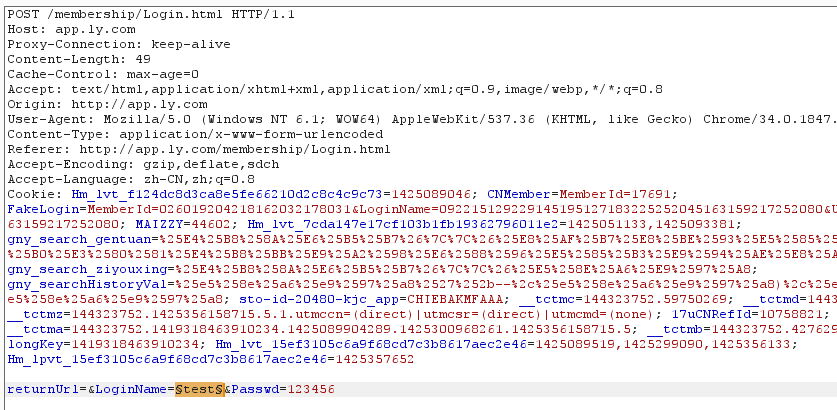 POST /membership/Login.html HTTP/1.1
Host: app.ly.com
Proxy-Connection: keep-alive
Content-Length: 49
Cache-Control: max-age=0
Accept: text/html,application/xhtml+xml,application/xml;q=0.9,image/webp,*/*;q=0.8
Origin: http://app.ly.com
User-Agent: Mozilla/5.0 (Windows NT 6.1; WOW64) AppleWebKit/537.36 (KHTML, like Gecko) Chrome/34.0.1847.
Content-Type: application/x-www-form-urlencoded
Referer: http://app.ly.com/membership/Login.html
Accept-Encoding: gzip,deflate,sdch
Accept-Language: zh-CN,zh;q=0.8
Cookie: Hm_lvt_f124dc8d3ca8e5fe66210d2c8c4c9c73=1425089046; CNMember=MemberId=17691;
FakeLogin=MemberId=026019204218162032178031&LoginName=092215129229145195127183225252045163159217252080&U
63159217252080; MAIZZY=44602; Hm_lvt_7cda147e17cf103b1fb19362796011e2=1425051133,1425093381;
gny_search_gentuan=%25E4%25B8%258A%25E6%25B5%25B7%26%7C%7C%26%25E8%25AF%25B7%25E8%25BE%2593%25E5%2585%25
%25B0%25E3%2580%2581%25E4%25B8%25BB%25E9%25A2%2598%25E6%2588%2596%25E5%2585%25B3%25E9%2594%25AE%25E8%25A
gny_search_ziyouxing=%25E4%25B8%258A%25E6%25B5%25B7%26%7C%7C%26%25E5%258E%25A6%25E9%2597%25A8;
gny_searchHistoryVal=%25e5%258e%25a6%25e9%2597%25a8%2527%252b--%2c%25e5%258e%25a6%25e9%2597%25a8)%2c%25e
e5%258e%25a6%25e9%2597%25a8; sto-id-20480-kjc_app=CHIEBAKMFAAA; __tctmc=144323752.59750269; __tctmd=1443
__tctmz=144323752.1425356158715.5.1.utmccn=(direct)|utmcsr=(direct)|utmcmd=(none); 17uCNRefId=10758821;
__tctma=144323752.1419318463910234.1425089904289.1425300968261.1425356158715.5; __tctmb=144323752.427629
longKey=1419318463910234; Hm_lvt_15ef3105c6a9f68cd7c3b8617aec2e46=1425089519,1425299090,1425356133;
Hm_lpvt_15ef3105c6a9f68cd7c3b8617aec2e46=1425357652
returnUrl=&LoginName=§test§&Passwd=123456